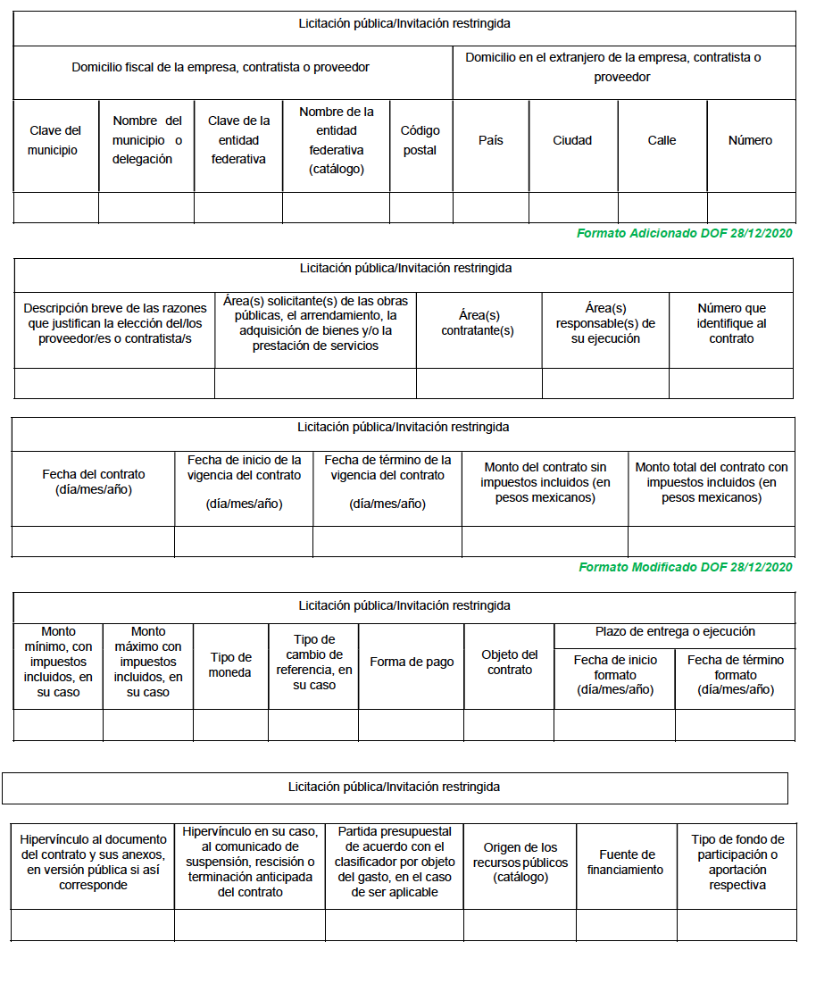 Licitación pública/Invitación restringida
Domicilio fiscal de la empresa, contratista o proveedor
Domicilio en el extranjero de la empresa, contratista o
proveedor
Clave del
municipio
Nombre del
municipio o
delegación
Clave de la
entidad
federativa
Nombre de la
entidad
federativa
(catálogo)
Código
postal
País
Ciudad
Calle
Número
Formato Adicionado DOF 28/12/2020
Licitación pública/Invitación restringida
Descripción breve de las razones
que justifican la elección del/los
proveedor/es o contratista/s
Área(s) solicitante(s) de las obras
públicas, el arrendamiento, la
adquisición de bienes y/o la
prestación de servicios
Área(s)
contratante(s)
Área(s)
responsable(s) de
su ejecución
Número que
identifique al
contrato
Licitación pública/Invitación restringida
Fecha del contrato
(día/mes/año)
Fecha de inicio de la
vigencia del contrato
(día/mes/año)
Fecha de término de la
vigencia del contrato
(día/mes/año)
Monto del contrato sin
impuestos incluidos (en
pesos mexicanos)
Monto total del contrato con
impuestos incluidos (en
pesos mexicanos)
Formato Modificado DOF 28/12/2020
Licitación pública/Invitación restringida
Monto
mínimo, con
impuestos
incluidos, en
su caso
Monto
máximo con
impuestos
incluidos, en
su caso
Tipo de
moneda
Tipo de
cambio de
referencia, en
su caso
Forma de pago
Objeto del
contrato
Plazo de entrega o ejecución
Fecha de inicio
formato
(día/mes/año)
Fecha de término
formato
(día/mes/año)
Licitación pública/Invitación restringida
Hipervínculo al documento
del contrato y sus anexos,
en versión pública si así
corresponde
Hipervínculo en su caso,
al comunicado de
suspensión, rescisión o
terminación anticipada
del contrato
Partida presupuestal
de acuerdo con el
clasificador por objeto
del gasto, en el caso
de ser aplicable
Origen de los
recursos públicos
(catálogo)
Fuente de
financiamiento
Tipo de fondo de
participación o
aportación
respectiva